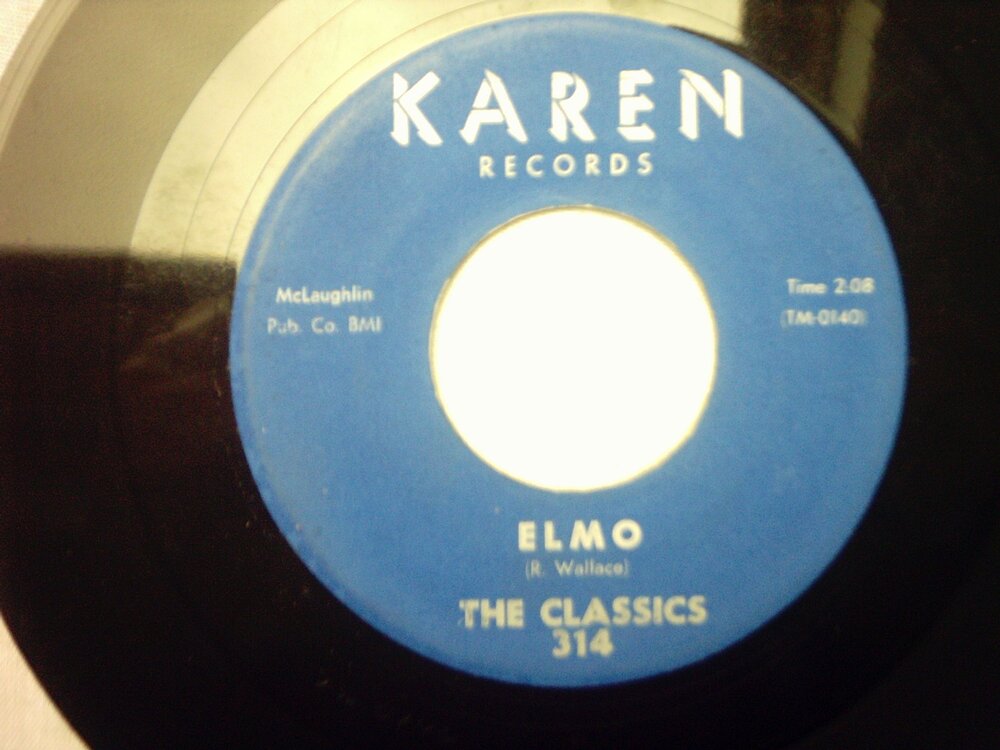 KAREN
RECORDS
McLaughlin
Pub. Co. BMI
Time 2:08
(TM-0140)
ELMO
(R. Wallace)
THE CLASSICS
314